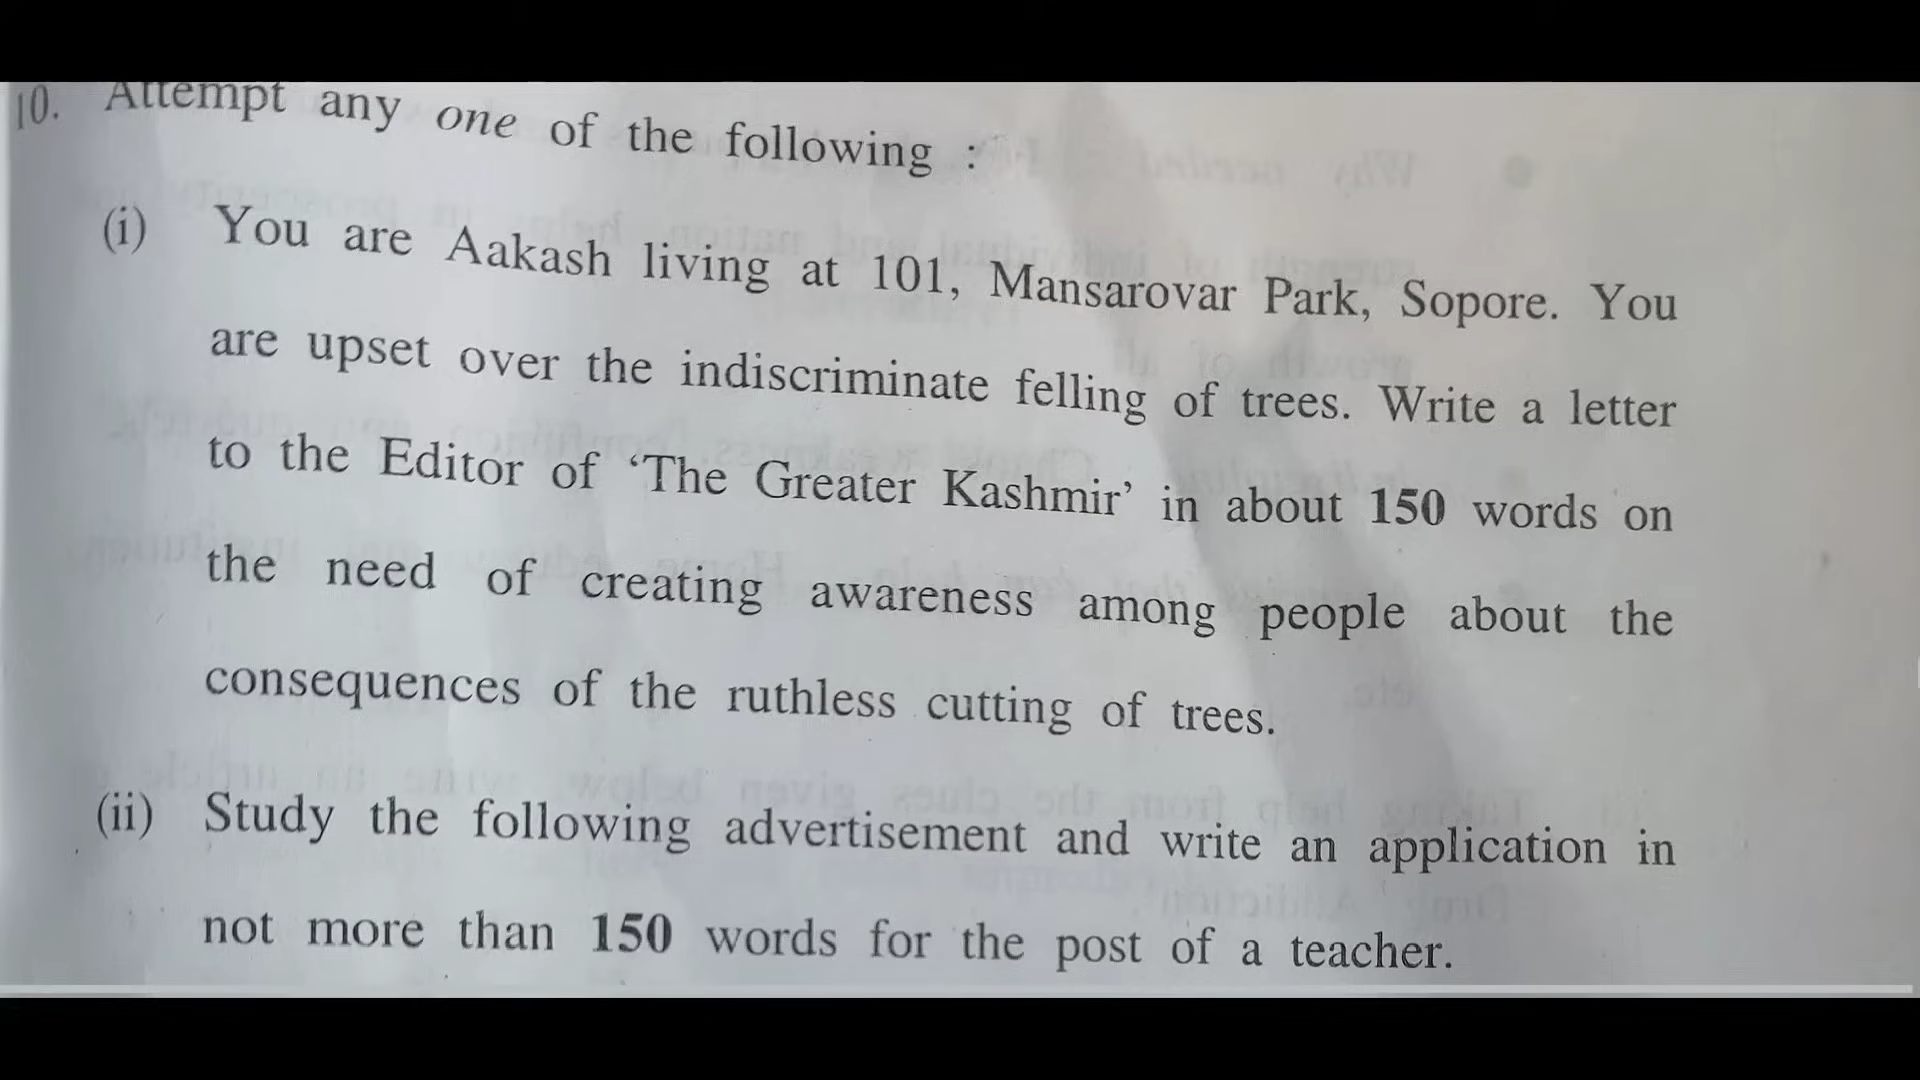 10. Attempt any one of the following :
(i) You are Aakash living at 101, Mansarovar Park, Sopore. You
are upset over the indiscriminate felling of trees. Write a letter
to the Editor of ‘The Greater Kashmir’ in about 150 words on
the need of creating awareness among people about the
consequences of the ruthless cutting of trees.
(ii) Study the following advertisement and write an application in
not more than 150 words for the post of a teacher.